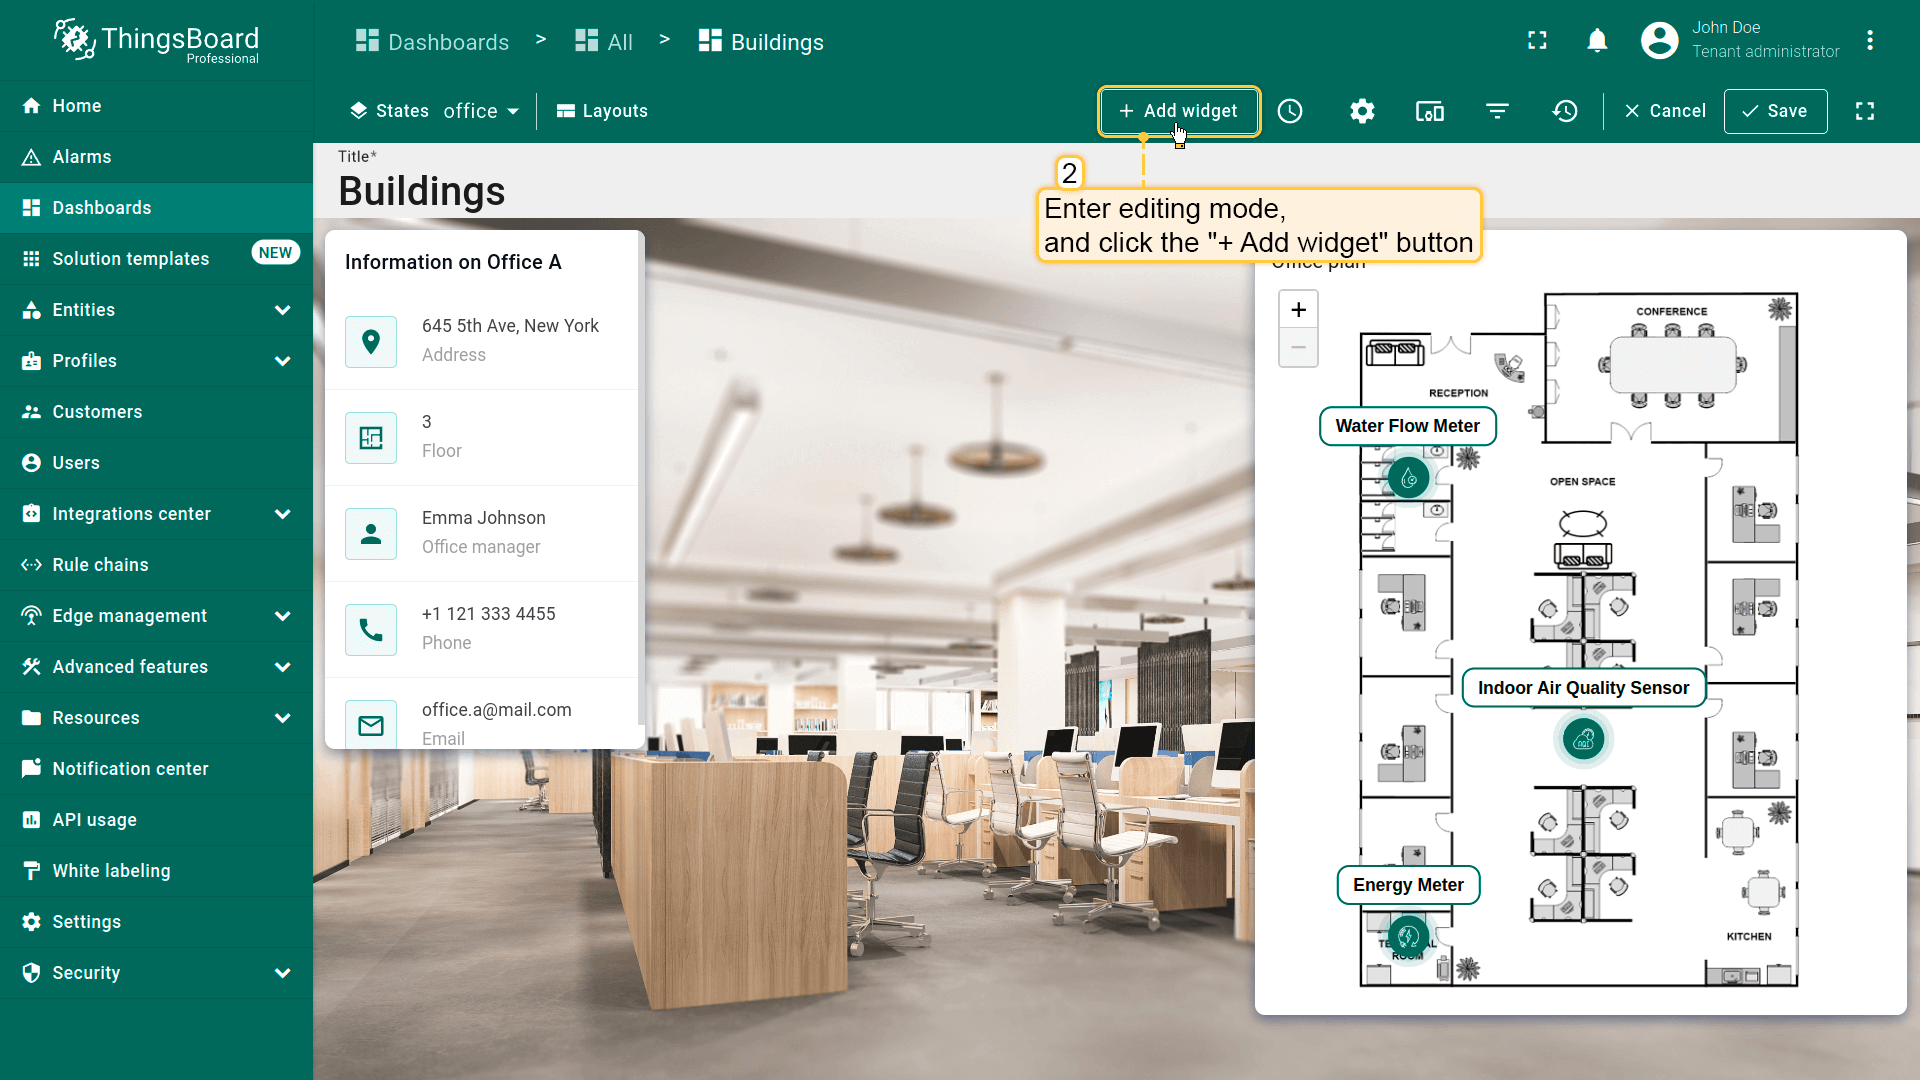 ThingsBoard
Professional
Dashboards > All > Buildings
John Doe
Tenant administrator
Home
Alarms
Dashboards
Solution templates NEW
Entities
Profiles
Customers
Users
Integrations center
Rule chains
Edge management
Advanced features
Resources
Notification center
API usage
White labeling
Settings
Security
States office
Layouts
+ Add widget
Cancel
Save
Title*
Buildings
2
Enter editing mode,
and click the "+ Add widget" button
Information on Office A
645 5th Ave, New York
Address
3
Floor
Emma Johnson
Office manager
+1 121 333 4455
Phone
office.a@mail.com
Email
Office plan
+
−
CONFERENCE
RECEPTION
Water Flow Meter
OPEN SPACE
Indoor Air Quality Sensor
AQI
Energy Meter
ROOM
KITCHEN